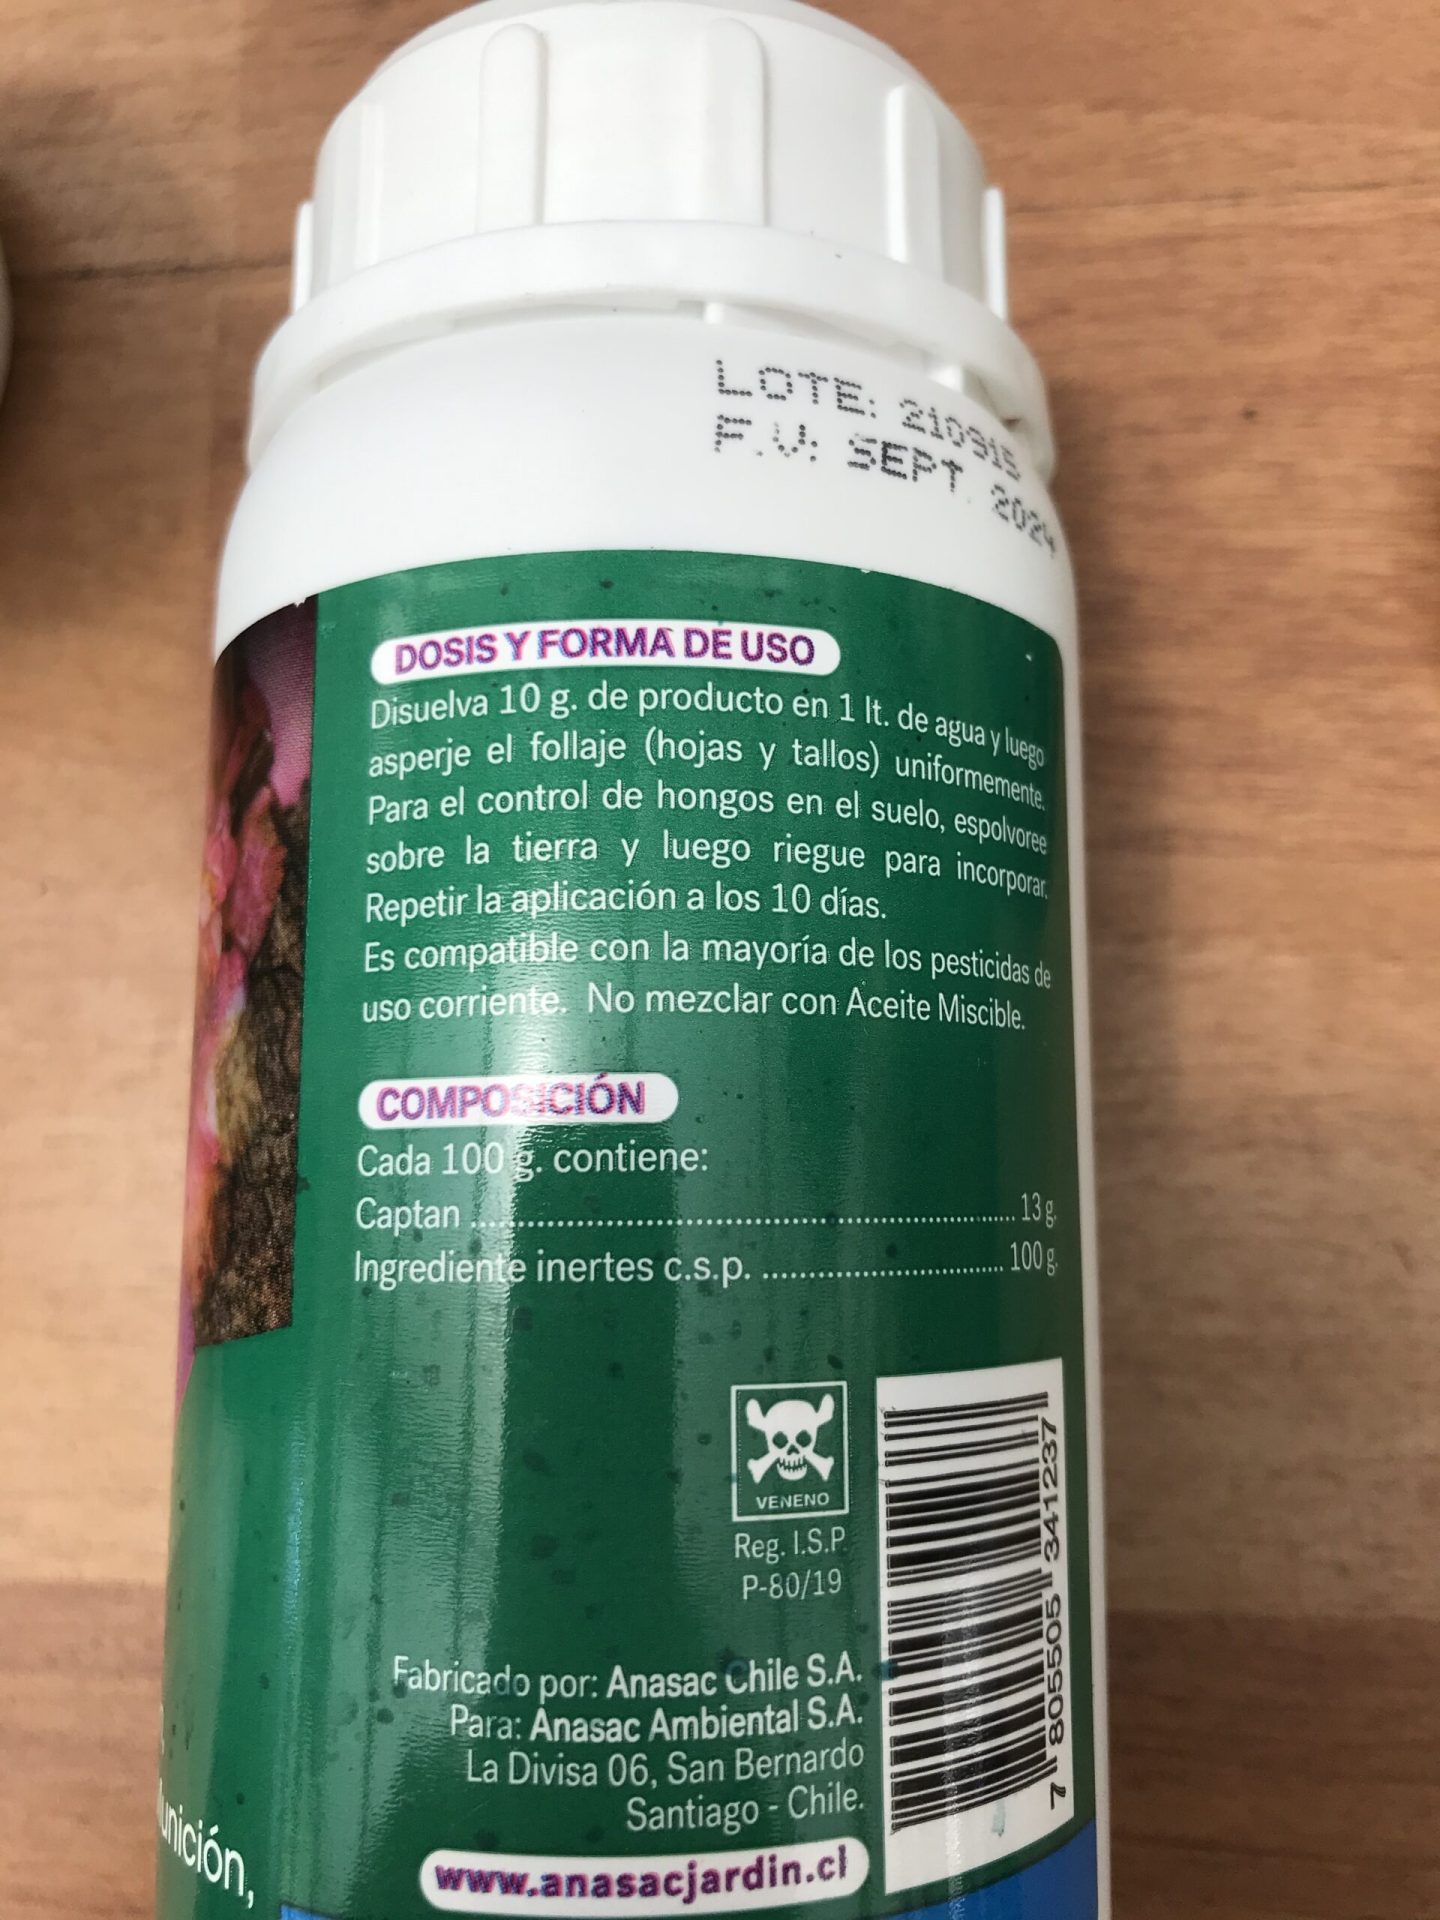 LOTE: 210915
F.V: SEPT. 2024
DOSIS Y FORMA DE USO
Disuelva 10 g. de producto en 1 lt. de agua y luego
asperje el follaje (hojas y tallos) uniformemente.
Para el control de hongos en el suelo, espolvoree
sobre la tierra y luego riegue para incorporar.
Repetir la aplicación a los 10 días.
Es compatible con la mayoría de los pesticidas de
uso corriente. No mezclar con Aceite Miscible.
COMPOSICIÓN
Cada 100 g. contiene:
Captan ........................................................ 13 g.
Ingrediente inertes c.s.p. ................................ 100 g.
VENENO
Reg. I.S.P.
P-80/19
7 805505 341237
Fabricado por: Anasac Chile S.A.
Para: Anasac Ambiental S.A.
La Divisa 06, San Bernardo
Santiago - Chile.
www.anasacjardin.cl